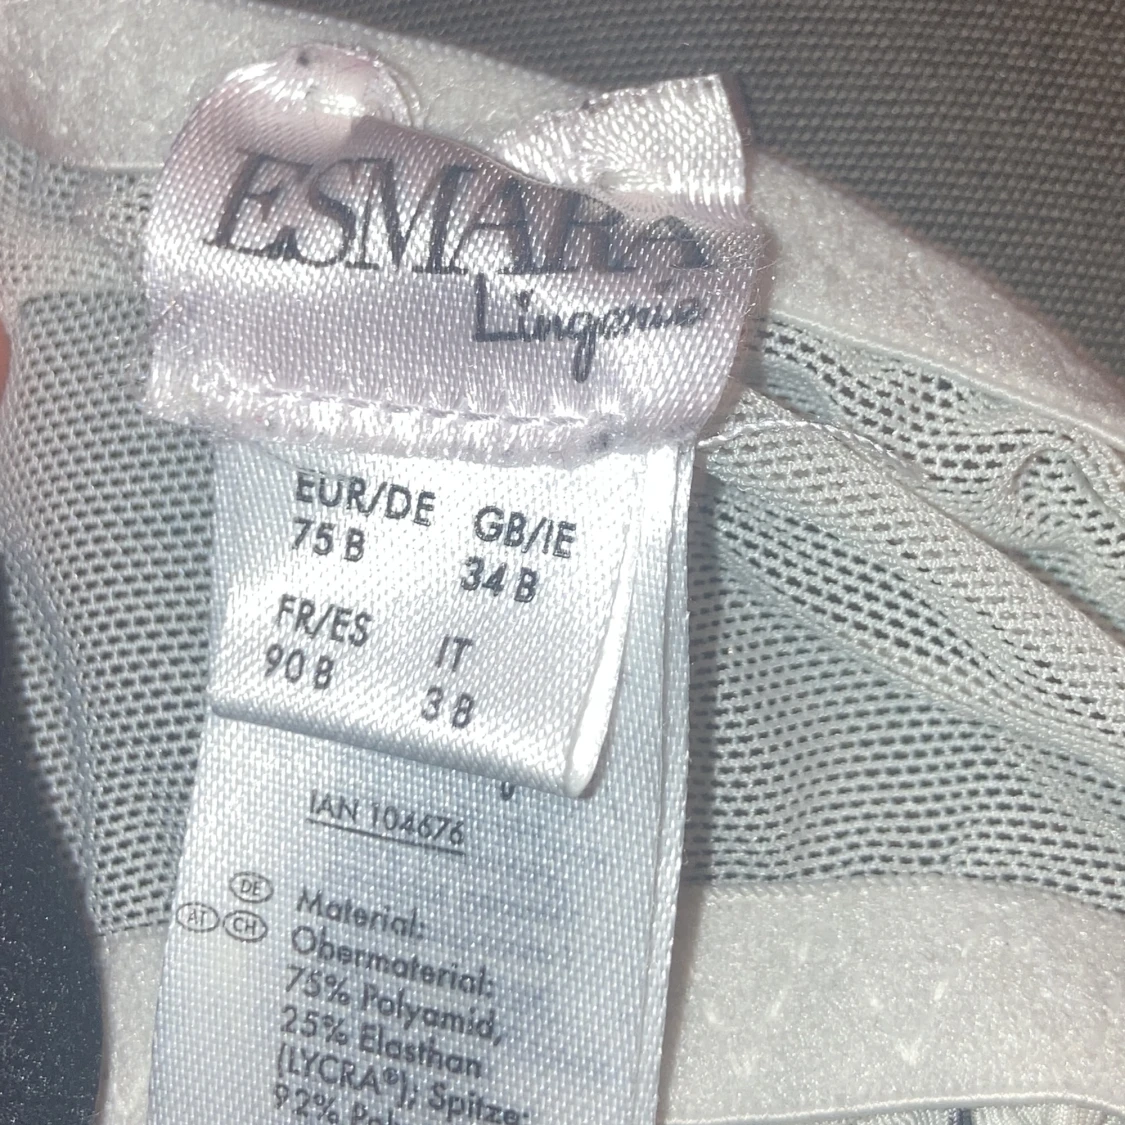 ESMARA
Lingerie
EUR/DE GB/IE
75 B 34 B
FR/ES IT
90 B 3 B
IAN 104676
DE
AT CH
Material:
Obermaterial:
75% Polyamid,
25% Elasthan
(LYCRA®); Spitze:
92%